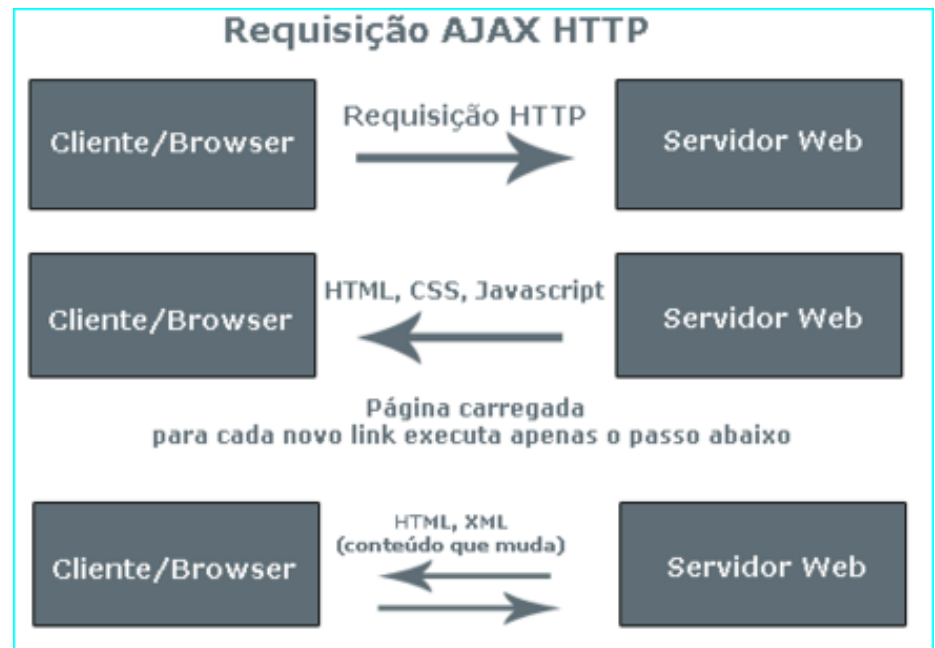 Requisição AJAX HTTP
Cliente/Browser
Requisição HTTP
Servidor Web
Cliente/Browser
HTML, CSS, Javascript
Servidor Web
Página carregada
para cada novo link executa apenas o passo abaixo
Cliente/Browser
HTML, XML
(conteúdo que muda)
Servidor Web